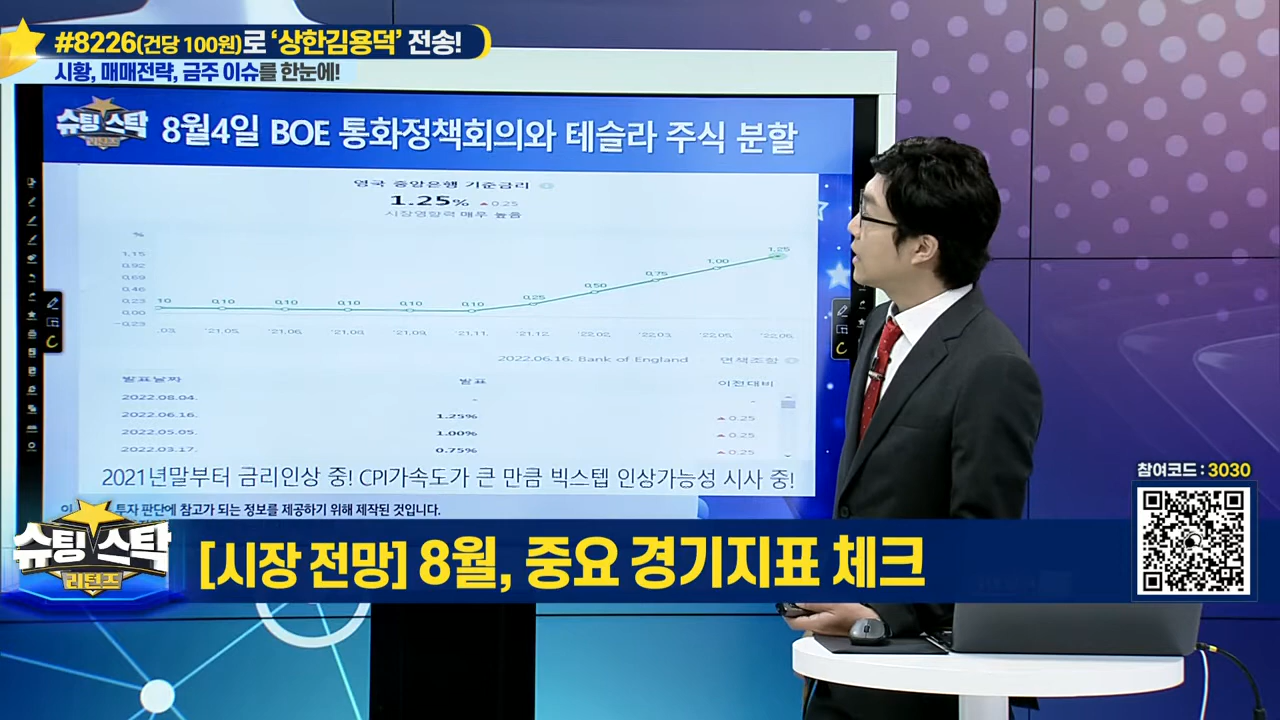 #8226(건당 100원)로 ‘상한김용덕’ 전송!
시황, 매매전략, 금주 이슈를 한눈에!
슈팅 스탁
리턴즈
8월4일 BOE 통화정책회의와 테슬라 주식 분할
영국 중앙은행 기준금리
1.25% ▲0.25
시장영향력 매우 높음
%
1.15
0.92
0.69
0.46
0.23
0.00
-0.23
10 0.10 0.10 0.10 0.10 0.10 0.25 0.50 0.75 1.00 1.25
.03. '21.05. '21.06. '21.08. '21.09. '21.11. '21.12. '22.02. '22.03. '22.05. '22.06.
2022.06.16. Bank of England
발표날짜 발표 이전대비
2022.08.04. - -
2022.06.16. 1.25% ▲0.25
2022.05.05. 1.00% ▲0.25
2022.03.17. 0.75% ▲0.25
2021년말부터 금리인상 중! CPI가속도가 큰 만큼 빅스텝 인상가능성 시사 중!
투자 판단에 참고가 되는 정보를 제공하기 위해 제작된 것입니다.
참여코드 : 3030
슈팅 스탁
리턴즈
[시장 전망] 8월, 중요 경기지표 체크